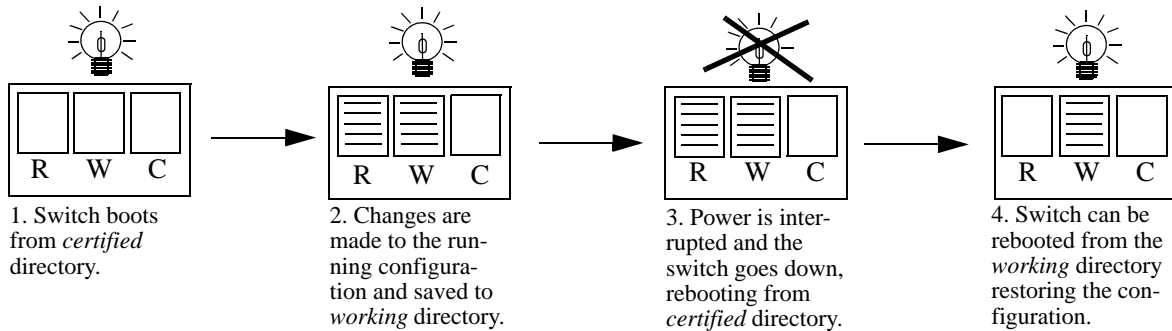 R W C
R W C
R W C
R W C
1. Switch boots
from certified
directory.
2. Changes are
made to the run-
ning configura-
tion and saved to
working directory.
3. Power is inter-
rupted and the
switch goes down,
rebooting from
certified directory.
4. Switch can be
rebooted from the
working directory
restoring the con-
figuration.